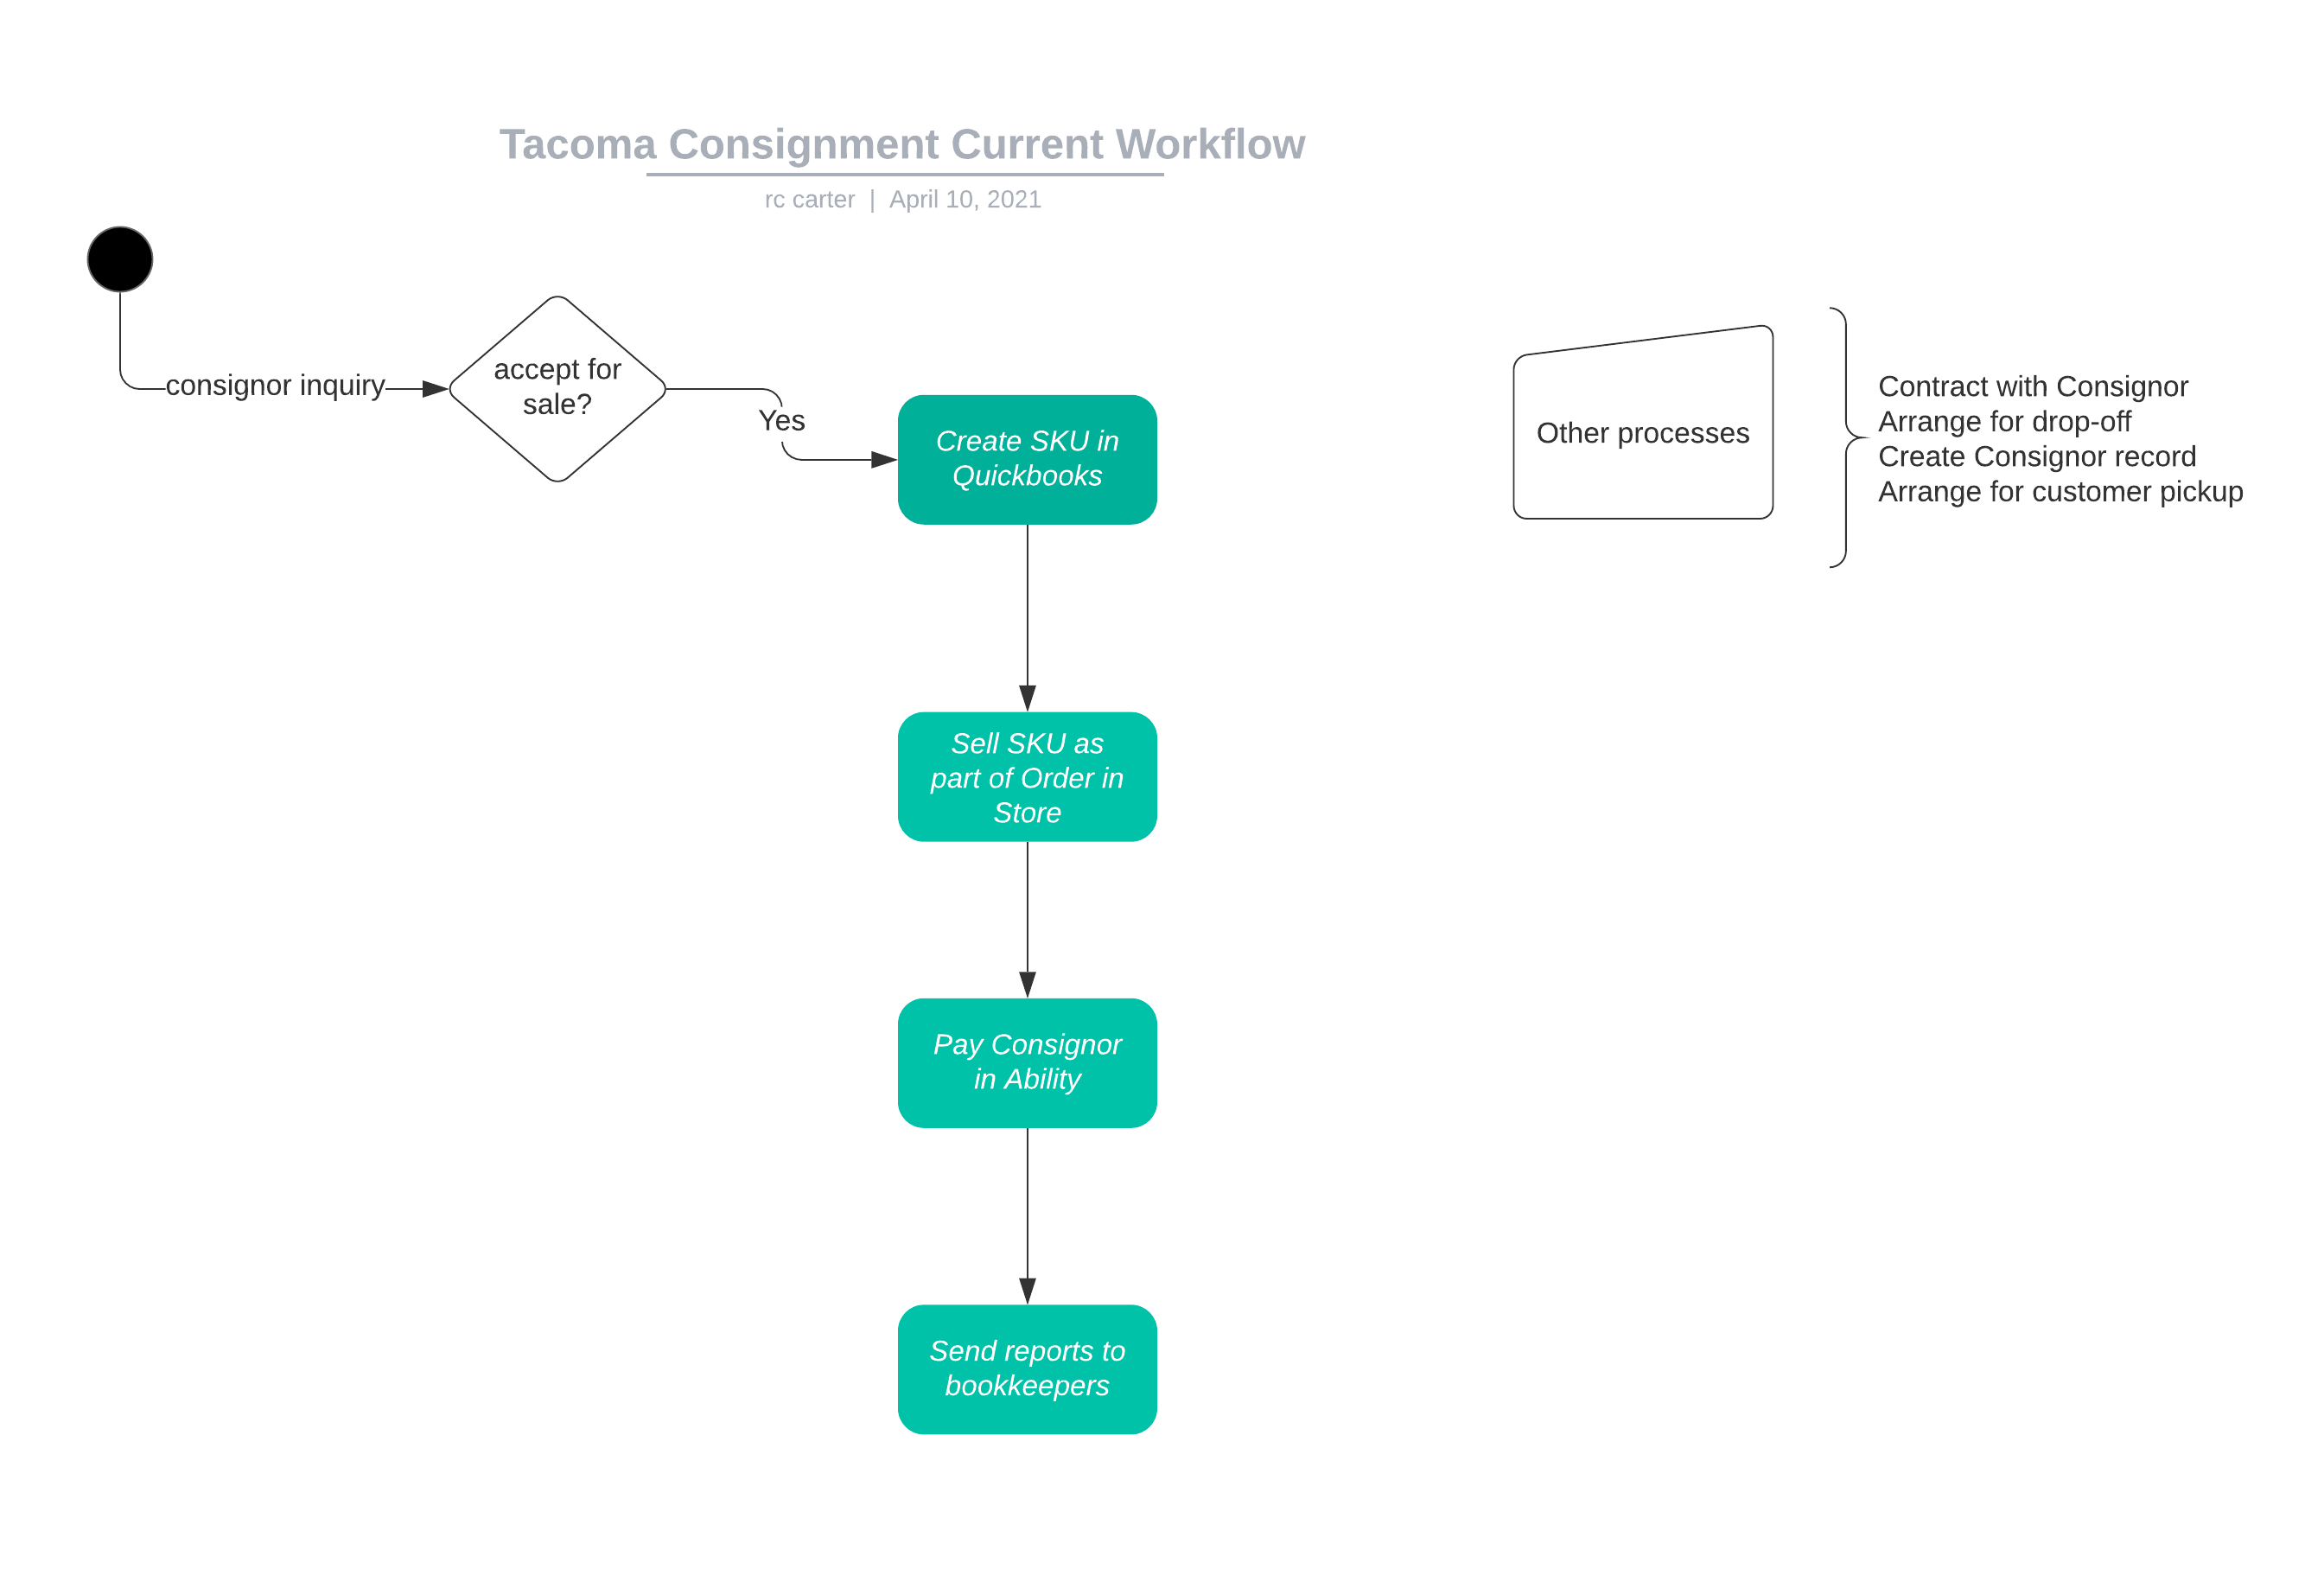 Tacoma Consignment Current Workflow
rc carter | April 10, 2021
consignor inquiry
accept for
sale?
Yes
Create SKU in
Quickbooks
Sell SKU as
part of Order in
Store
Pay Consignor
in Ability
Send reports to
bookkeepers
Other processes
Contract with Consignor
Arrange for drop-off
Create Consignor record
Arrange for customer pickup